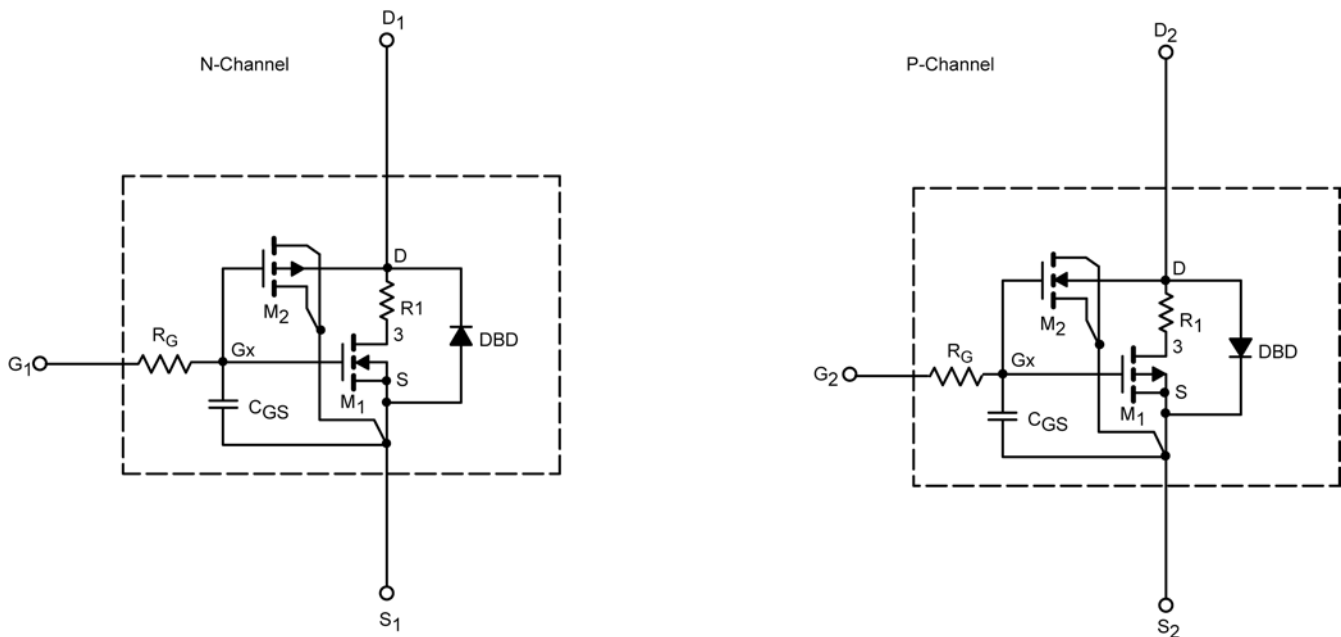 D1
N-Channel
D
R1
M2
3
RG
Gx
DBD
G1
S
M1
CGS
S1
D2
P-Channel
D
R1
M2
3
RG
Gx
DBD
G2
S
M1
CGS
S2